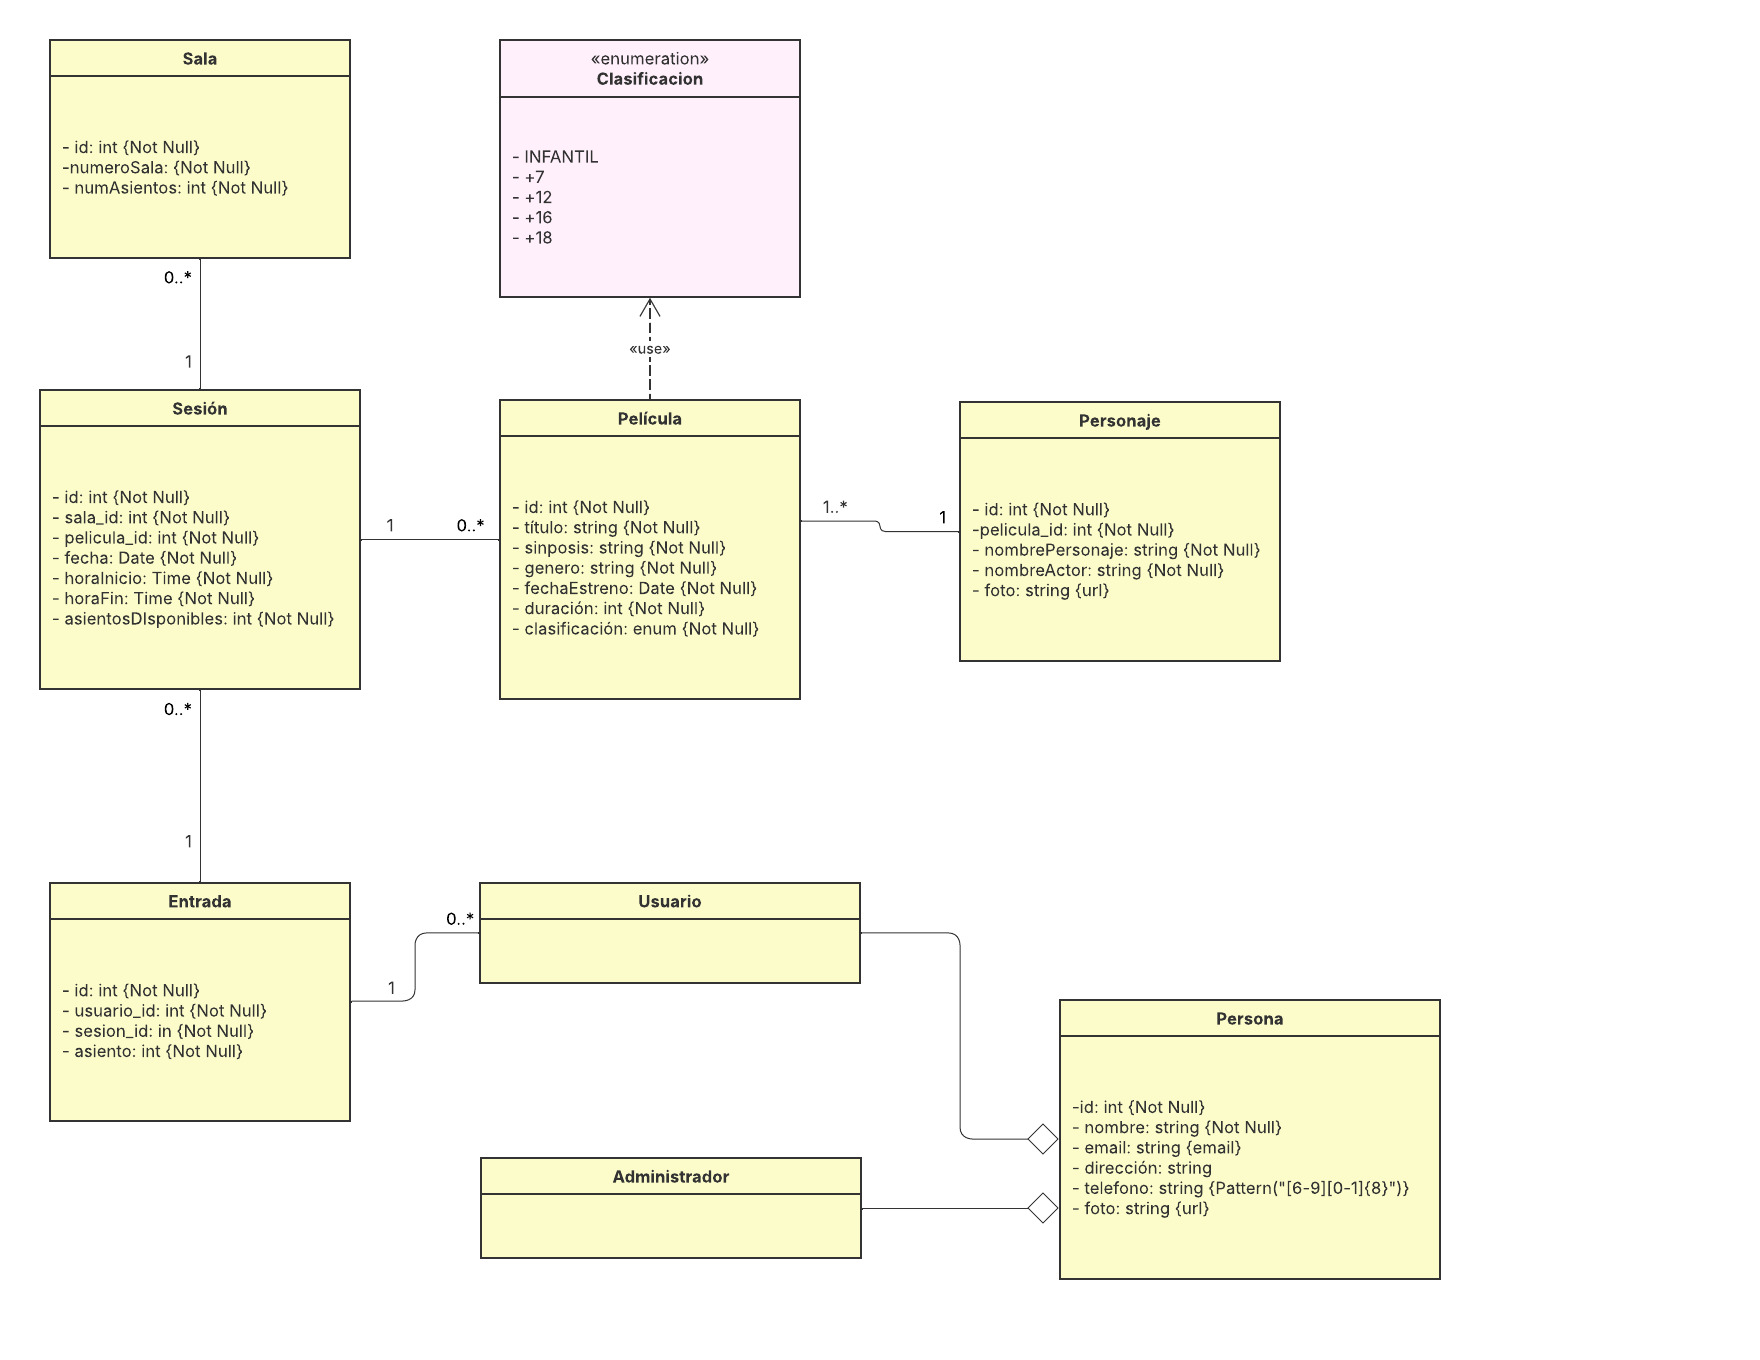 Sala
- id: int {Not Null}
-numeroSala: {Not Null}
- numAsientos: int {Not Null}
«enumeration»
Clasificacion
- INFANTIL
- +7
- +12
- +16
- +18
0..*
1
«use»
Sesión
- id: int {Not Null}
- sala_id: int {Not Null}
- pelicula_id: int {Not Null}
- fecha: Date {Not Null}
- horaInicio: Time {Not Null}
- horaFin: Time {Not Null}
- asientosDIsponibles: int {Not Null}
1
0..*
Película
- id: int {Not Null}
- título: string {Not Null}
- sinposis: string {Not Null}
- genero: string {Not Null}
- fechaEstreno: Date {Not Null}
- duración: int {Not Null}
- clasificación: enum {Not Null}
1..*
1
Personaje
- id: int {Not Null}
-pelicula_id: int {Not Null}
- nombrePersonaje: string {Not Null}
- nombreActor: string {Not Null}
- foto: string {url}
0..*
1
Entrada
- id: int {Not Null}
- usuario_id: int {Not Null}
- sesion_id: in {Not Null}
- asiento: int {Not Null}
1
0..*
Usuario
Administrador
Persona
-id: int {Not Null}
- nombre: string {Not Null}
- email: string {email}
- dirección: string
- telefono: string {Pattern("[6-9][0-1]{8}")}
- foto: string {url}